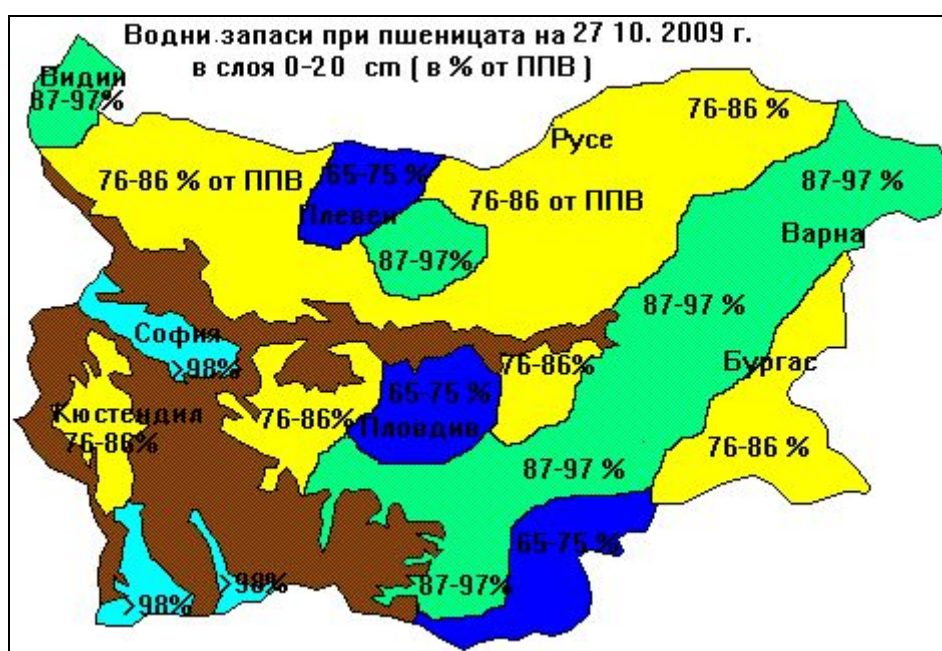 Водни запаси при пшеницата на 27 10. 2009 г.
в слоя 0-20 cm ( в % от ППВ )
Видин
87-97%
76-86 %
Русе
65-75 %
76-86 % от ППВ
87-97 %
76-86 от ППВ
Плевен
Варна
87-97%
87-97 %
София
>98%
Бургас
76-86%
65-75 %
Кюстендил
76-86%
76-86%
Пловдив
76-86 %
87-97 %
65-75 %
>98%
87-97%
>98%